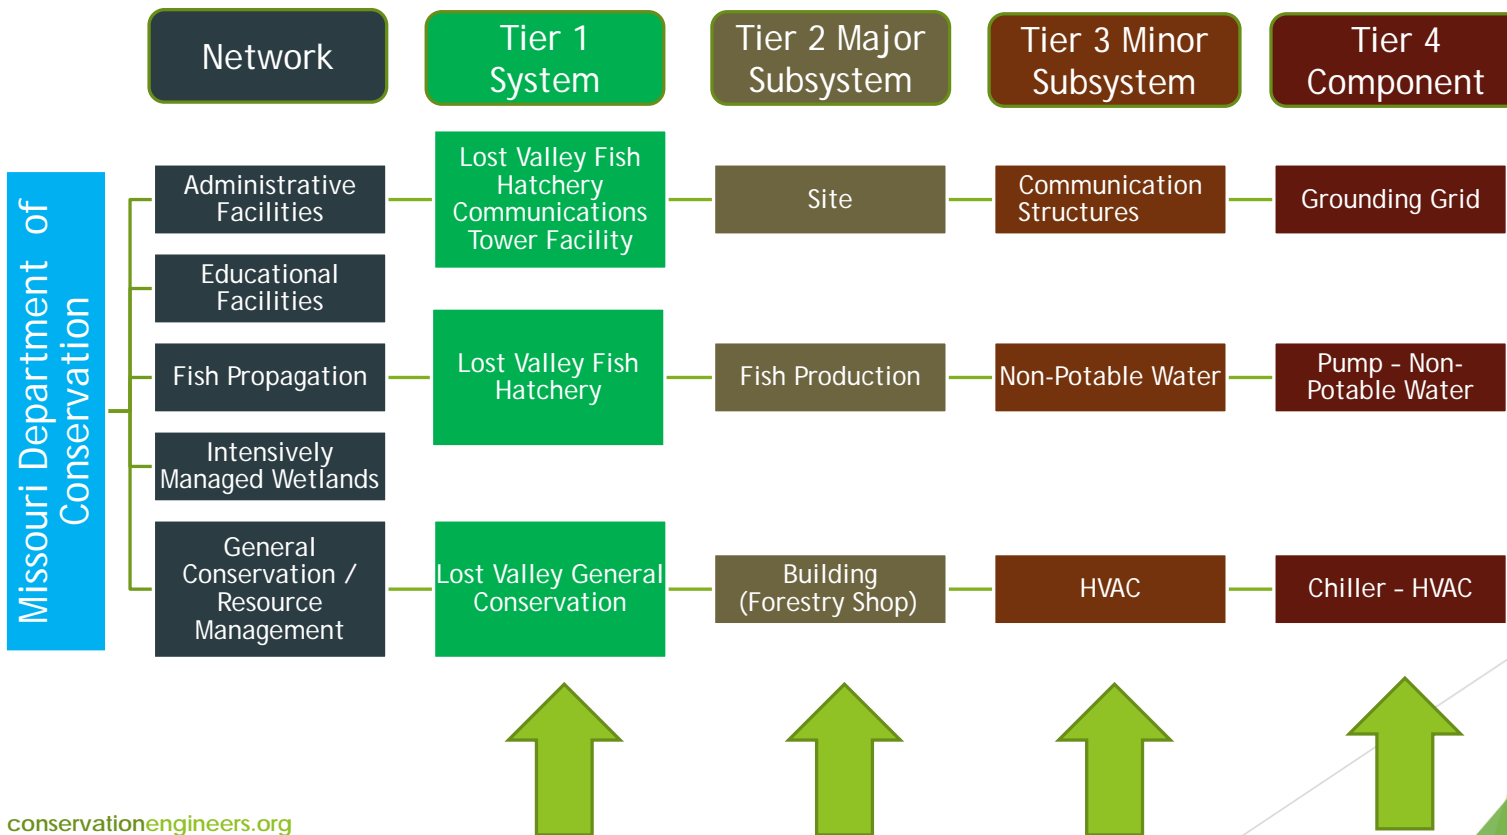 Network
Tier 1
System
Tier 2 Major
Subsystem
Tier 3 Minor
Subsystem
Tier 4
Component
Missouri Department of
Conservation
Administrative
Facilities
Lost Valley Fish
Hatchery
Communications
Tower Facility
Site
Communication
Structures
Grounding Grid
Educational
Facilities
Fish Propagation
Lost Valley Fish
Hatchery
Fish Production
Non-Potable Water
Pump – Non-
Potable Water
Intensively
Managed Wetlands
General
Conservation /
Resource
Management
Lost Valley General
Conservation
Building
(Forestry Shop)
HVAC
Chiller – HVAC
conservationengineers.org